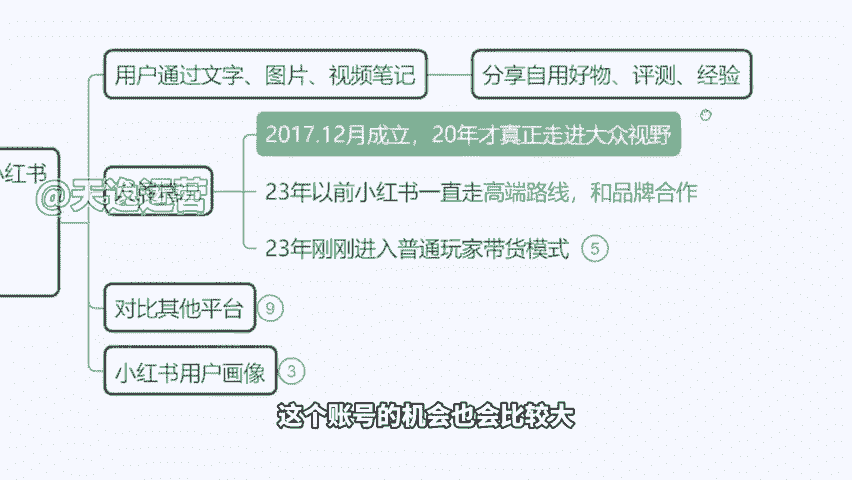 用户通过文字、图片、视频笔记
分享自用好物、评测、经验
2017.12月成立，20年才真正走进大众视野
小红书
@天逸运营
23年以前小红书一直走高端路线，和品牌合作
23年刚刚进入普通玩家带货模式 5
对比其他平台 9
小红书用户画像 3
这个账号的机会也会比较大